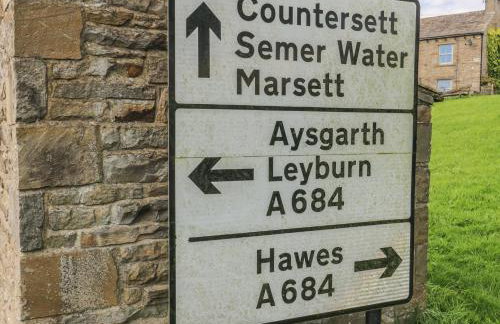 Countersett
Semer Water
Marsett
Aysgarth
Leyburn
A684
Hawes
A684